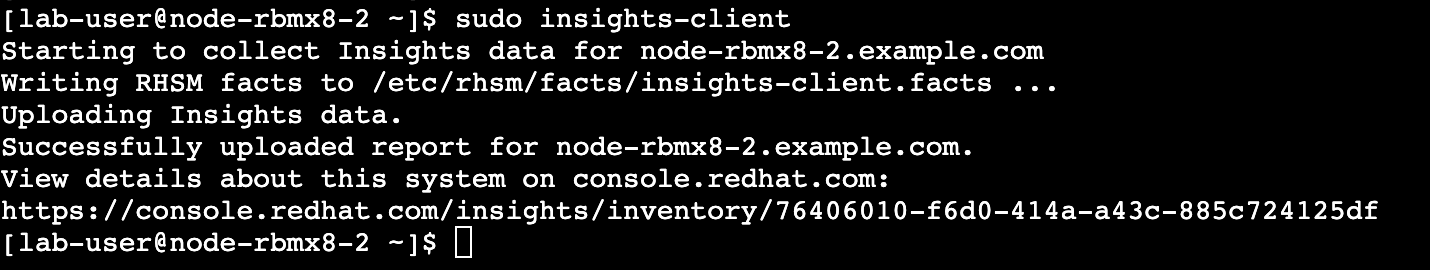 [lab-user@node-rbmx8-2 ~]$ sudo insights-client
Starting to collect Insights data for node-rbmx8-2.example.com
Writing RHSM facts to /etc/rhsm/facts/insights-client.facts ...
Uploading Insights data.
Successfully uploaded report for node-rbmx8-2.example.com.
View details about this system on console.redhat.com:
https://console.redhat.com/insights/inventory/76406010-f6d0-414a-a43c-885c724125df
[lab-user@node-rbmx8-2 ~]$